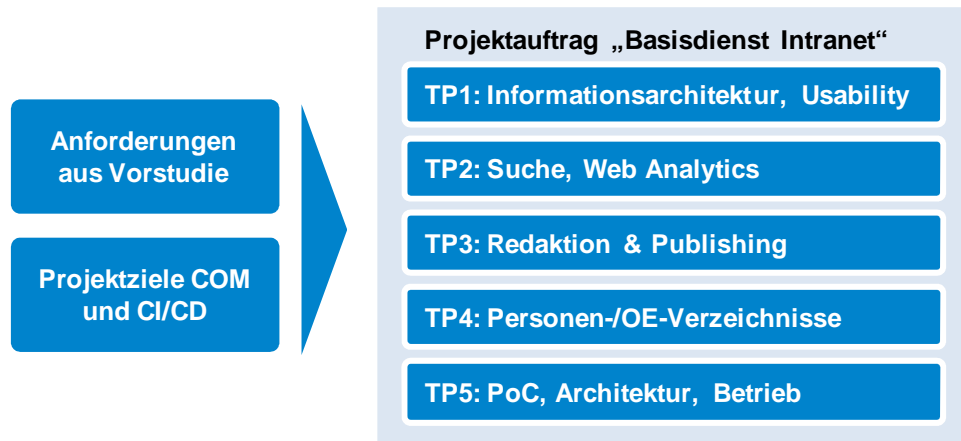 Anforderungen
aus Vorstudie
Projektziele COM
und CI/CD
Projektauftrag „Basisdienst Intranet“
TP1: Informationsarchitektur, Usability
TP2: Suche, Web Analytics
TP3: Redaktion & Publishing
TP4: Personen-/OE-Verzeichnisse
TP5: PoC, Architektur, Betrieb